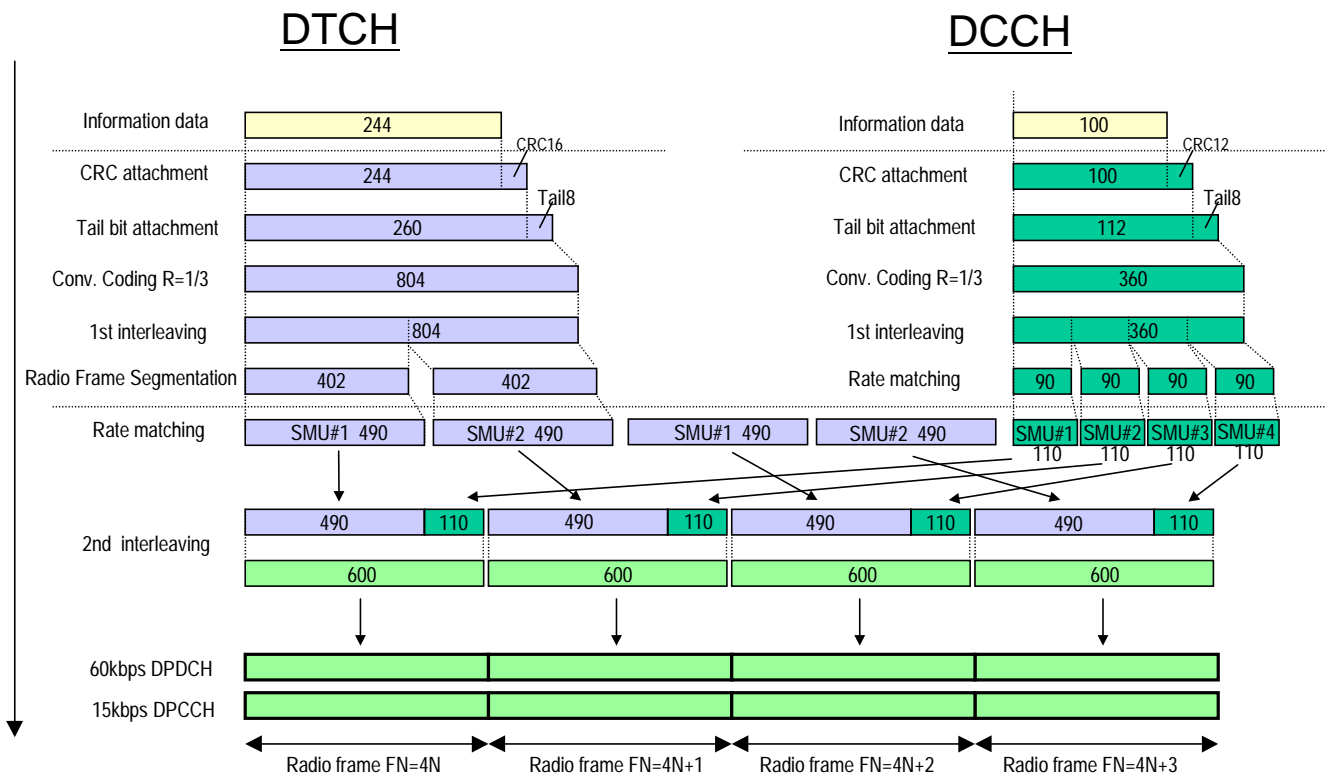 DTCH DCCH
Information data 244 Information data 100
CRC16 CRC12
CRC attachment 244 CRC attachment 100
Tail8 Tail8
Tail bit attachment 260 Tail bit attachment 112
Conv. Coding R=1/3 804 Conv. Coding R=1/3 360
1st interleaving 804 1st interleaving 360
Radio Frame Segmentation 402 402 Rate matching 90 90 90 90
Rate matching SMU#1 490 SMU#2 490 SMU#1 490 SMU#2 490 SMU#1 SMU#2 SMU#3 SMU#4
110 110 110 110
490 110 490 110 490 110 490 110
2nd interleaving
600 600 600 600
60kbps DPDCH
15kbps DPCCH
Radio frame FN=4N Radio frame FN=4N+1 Radio frame FN=4N+2 Radio frame FN=4N+3